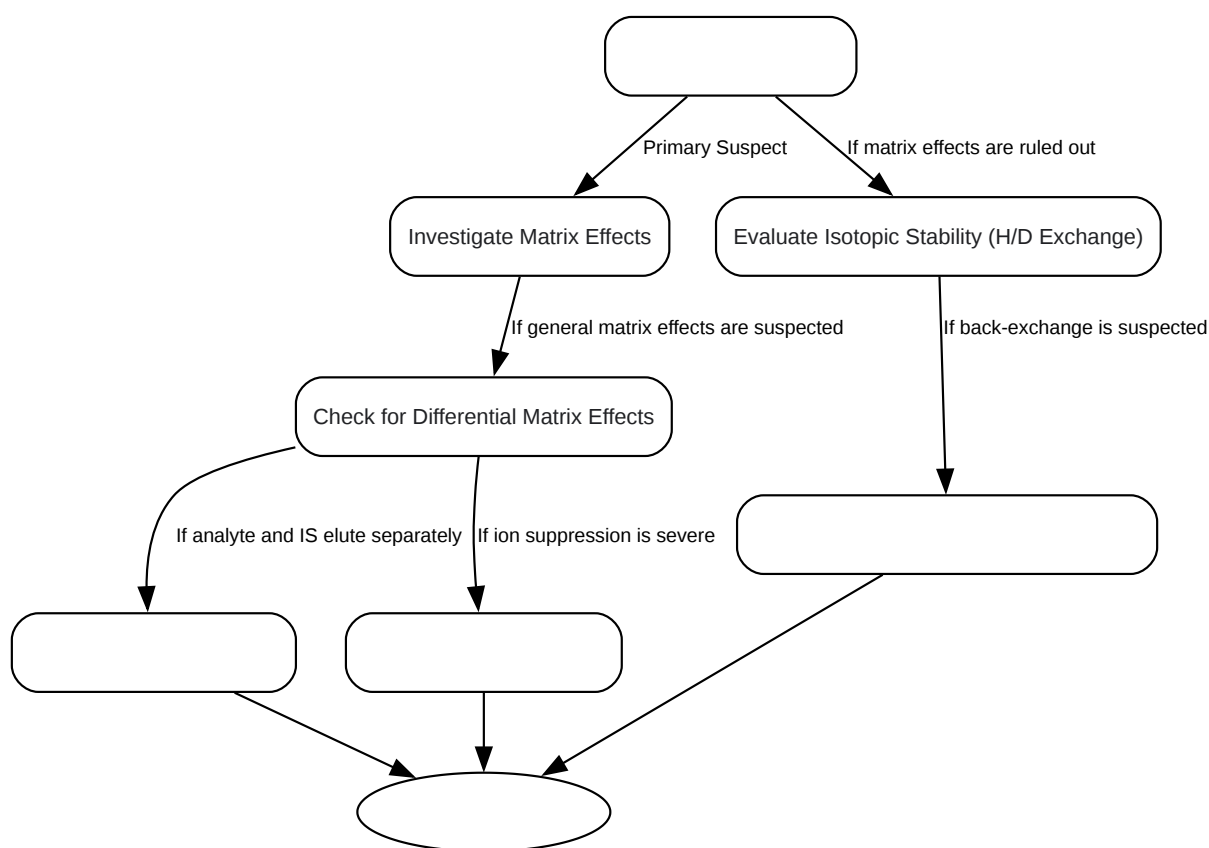 Primary Suspect
If matrix effects are ruled out
Investigate Matrix Effects
Evaluate Isotopic Stability (H/D Exchange)
If general matrix effects are suspected
If back-exchange is suspected
Check for Differential Matrix Effects
If analyte and IS elute separately
If ion suppression is severe